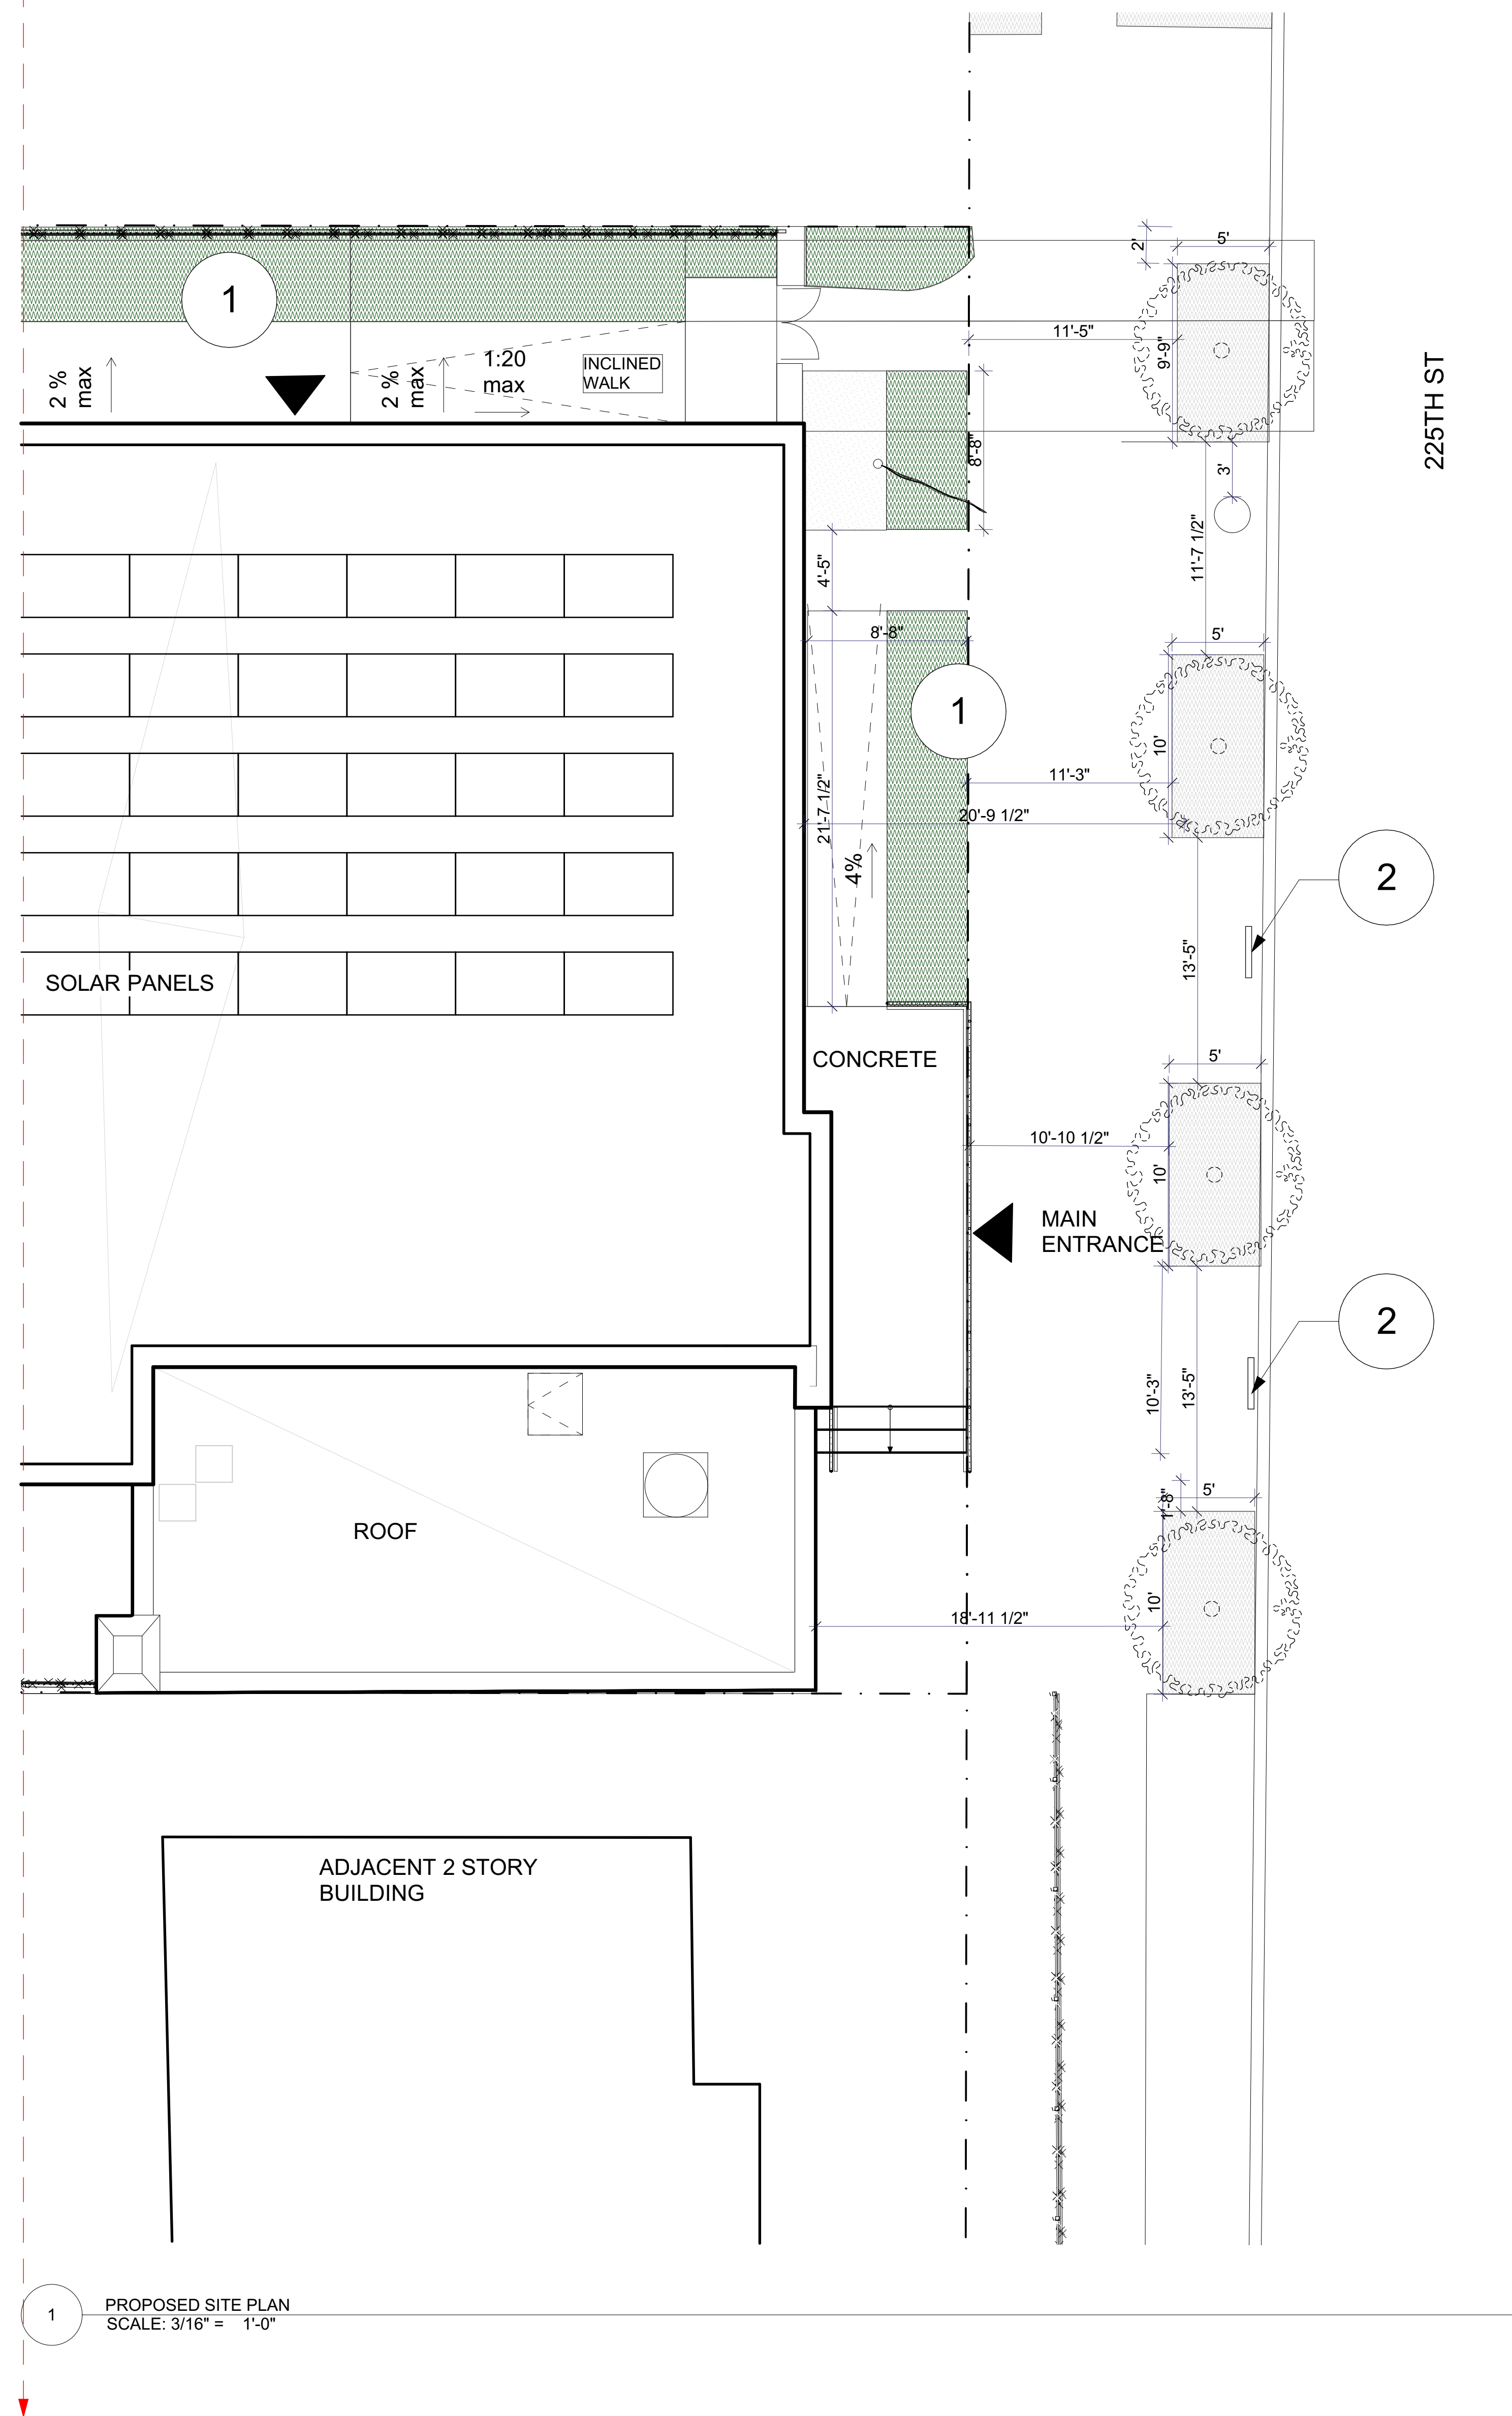 2'
5'
1
11'-5"
9'-9"
225TH ST
2 %
max
2 %
max
1:20
max
INCLINED
WALK
8'-8"
3'
11'-7 1/2"
4'-5"
8'-8"
5'
1
10'
11'-3"
21'-7 1/2"
20'-9 1/2"
4%
2
13'-5"
SOLAR PANELS
CONCRETE
5'
10'-10 1/2"
10'
MAIN
ENTRANCE
2
10'-3"
13'-5"
1'-8"
5'
ROOF
10'
18'-11 1/2"
ADJACENT 2 STORY
BUILDING
1
PROPOSED SITE PLAN
SCALE: 3/16" = 1'-0"